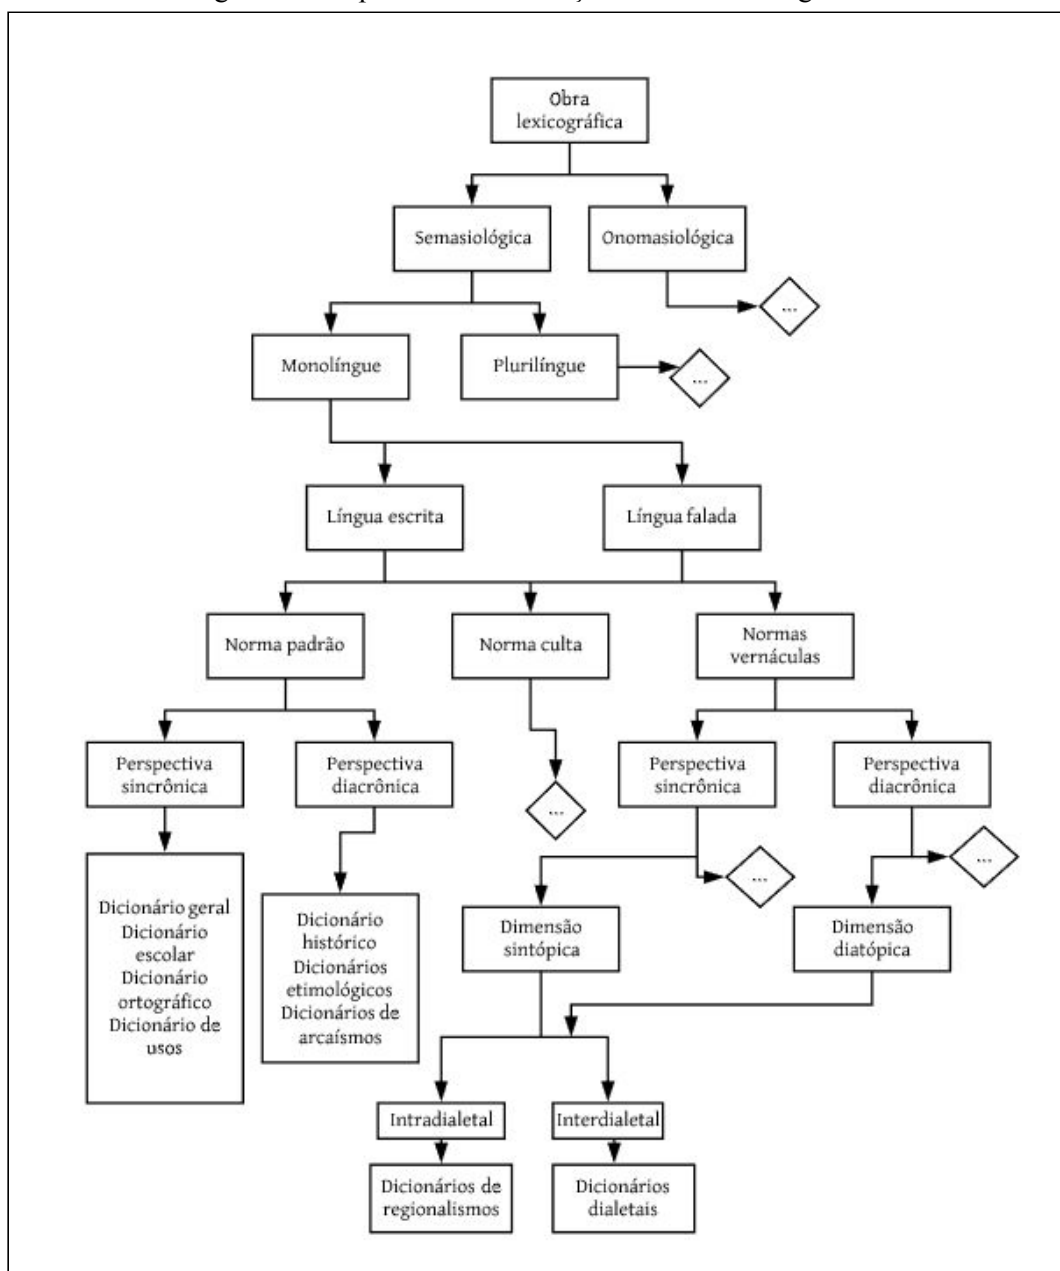 Obra
lexicográfica
Semasiológica
Onomasiológica
...
Monolíngue
Plurilíngue
...
Língua escrita
Língua falada
Norma padrão
Norma culta
Normas
vernáculas
Perspectiva
sincrônica
Perspectiva
diacrônica
...
Perspectiva
sincrônica
Perspectiva
diacrônica
...
...
Dicionário geral
Dicionário
escolar
Dicionário
ortográfico
Dicionário de
usos
Dicionário
histórico
Dicionários
etimológicos
Dicionários de
arcaísmos
Dimensão
sintópica
Dimensão
diatópica
Intradialetal
Interdialetal
Dicionários de
regionalismos
Dicionários
dialetais